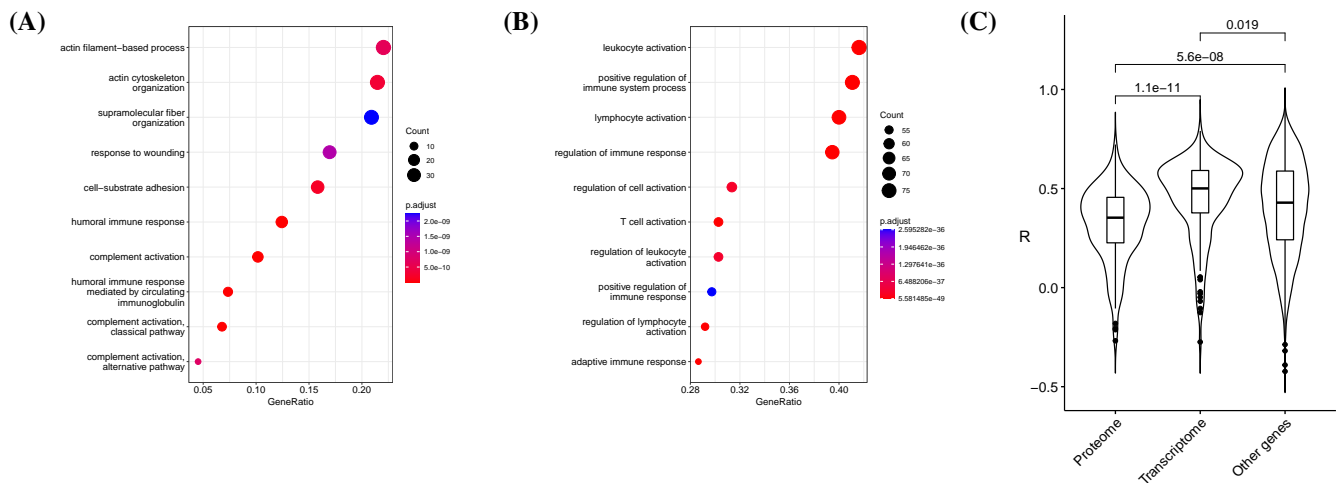 (A)
actin filament−based process
actin cytoskeleton
organization
supramolecular fiber
organization
response to wounding
cell−substrate adhesion
humoral immune response
complement activation
humoral immune response
mediated by circulating
immunoglobulin
complement activation,
classical pathway
complement activation,
alternative pathway
0.05
0.10
0.15
0.20
GeneRatio
Count
10
20
30
p.adjust
2.0e−09
1.5e−09
1.0e−09
5.0e−10
(B)
leukocyte activation
positive regulation of
immune system process
lymphocyte activation
regulation of immune response
regulation of cell activation
T cell activation
regulation of leukocyte
activation
positive regulation of
immune response
regulation of lymphocyte
activation
adaptive immune response
0.28
0.32
0.36
0.40
GeneRatio
Count
55
60
65
70
75
p.adjust
2.595282e−36
1.946462e−36
1.297641e−36
6.488206e−37
5.581485e−49
(C)
0.019
5.6e−08
1.1e−11
1.0
0.5
R
0.0
−0.5
Proteome
Transcriptome
Other genes